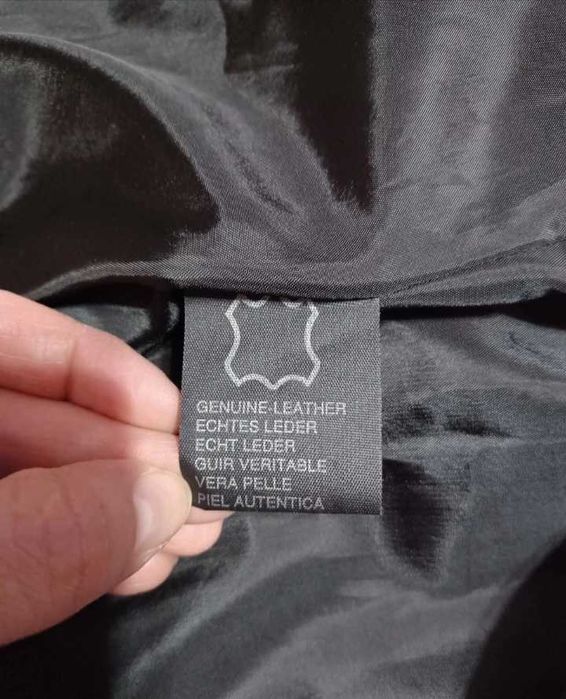 GENUINE-LEATHER
ECHTES LEDER
ECHT LEDER
GUIR VERITABLE
VERA PELLE
PIEL AUTENTICA